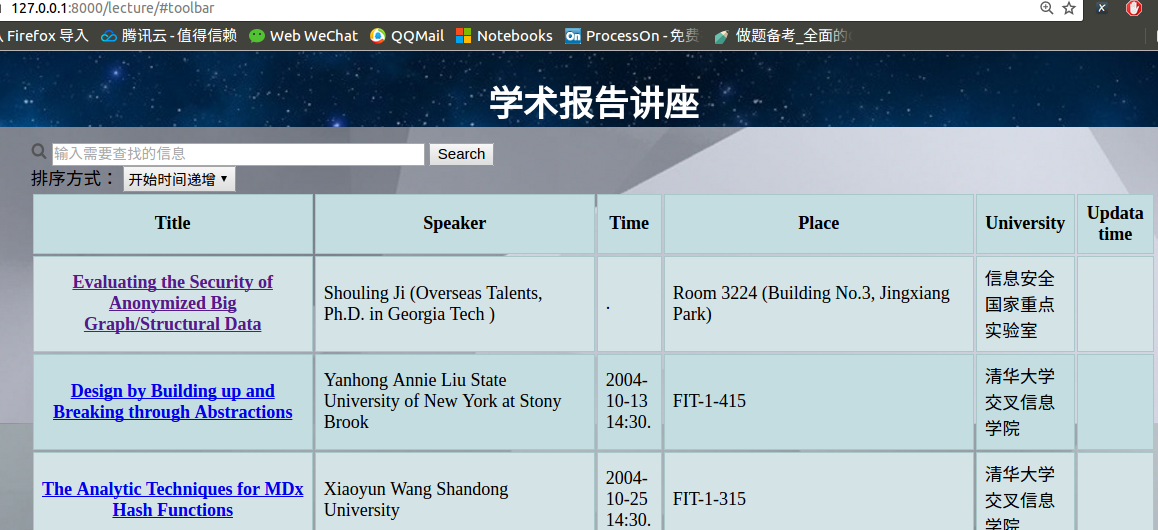 127.0.0.1:8000/lecture/#toolbar
Firefox 导入 腾讯云-值得信赖 Web WeChat QQMail Notebooks On ProcessOn - 免费 做题备考_全面的
学术报告讲座
输入需要查找的信息 Search
排序方式： 开始时间递增
Title Speaker Time Place University Updata time
Evaluating the Security of
Anonymized Big
Graph/Structural Data
Shouling Ji (Overseas Talents,
Ph.D. in Georgia Tech )
.
Room 3224 (Building No.3, Jingxiang
Park)
信息安全
国家重点
实验室
Design by Building up and
Breaking through Abstractions
Yanhong Annie Liu State
University of New York at Stony
Brook
2004-
10-13
14:30.
FIT-1-415
清华大学
交叉信息
学院
The Analytic Techniques for MDx
Hash Functions
Xiaoyun Wang Shandong
University
2004-
10-25
14:30.
FIT-1-315
清华大学
交叉信息
学院